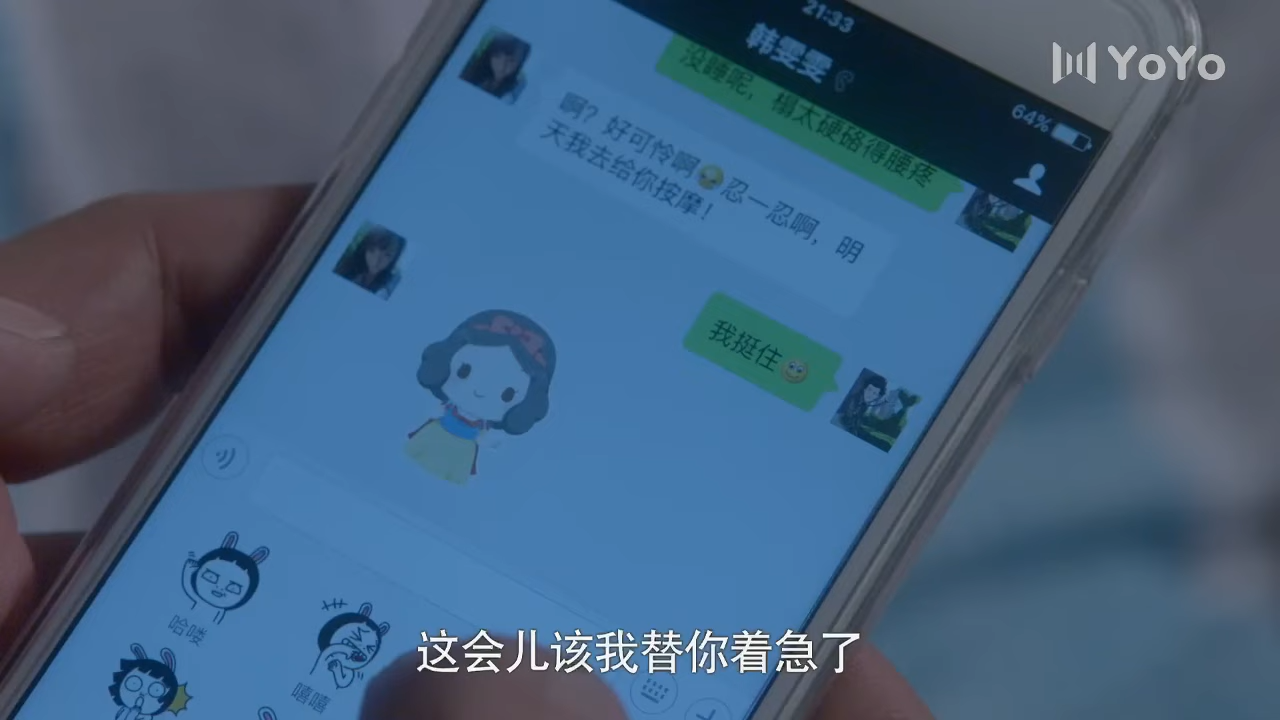 21:33
韩雯雯
YoYo
64%
没睡呢，榻太硬硌得腰疼
啊？好可怜啊忍一忍啊，明
天我去给你按摩！
我挺住
哈喽
嘻嘻
这会儿该我替你着急了